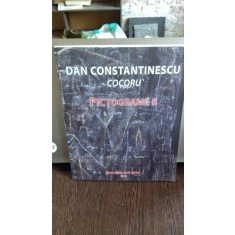 DAN CONSTANTINESCU
- COCORU -
PICTOGRAME II